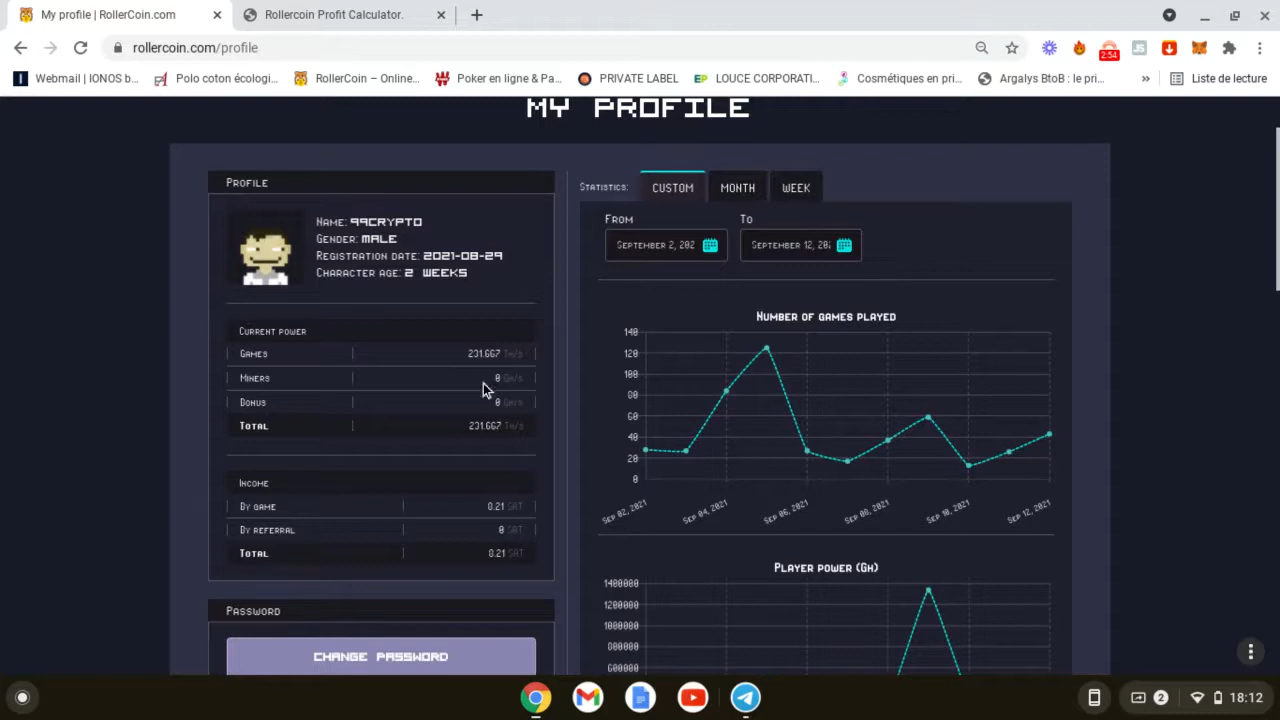 My profile | RollerCoin.com
Rollercoin Profit Calculator.
rollercoin.com/profile
2:54
JS
Webmail | IONOS b...
Polo coton écologi...
RollerCoin – Online...
Poker en ligne & Pa...
PRIVATE LABEL
EP LOUCE CORPORATI...
Cosmétiques en pri...
Argalys BtoB : le pri...
»
Liste de lecture
MY PROFILE
PROFILE
NAME: 99CRYPTO
GENDER: MALE
REGISTRATION DATE: 2021-08-29
CHARACTER AGE: 2 WEEKS
CURRENT POWER
GAMES 231.667 TH/S
MINERS 0 GH/S
BONUS 0 GH/S
TOTAL 231.667 TH/S
INCOME
BY GAME 0.21 SAT
BY REFERRAL 0 SAT
TOTAL 0.21 SAT
PASSWORD
CHANGE PASSWORD
STATISTICS: CUSTOM MONTH WEEK
FROM TO
SEPTEMBER 2, 202 SEPTEMBER 12, 202
NUMBER OF GAMES PLAYED
140
120
100
80
60
40
20
0
SEP 02, 2021 SEP 04, 2021 SEP 06, 2021 SEP 08, 2021 SEP 10, 2021 SEP 12, 2021
PLAYER POWER (GH)
1400000
1200000
1000000
800000
600000
2
18:12